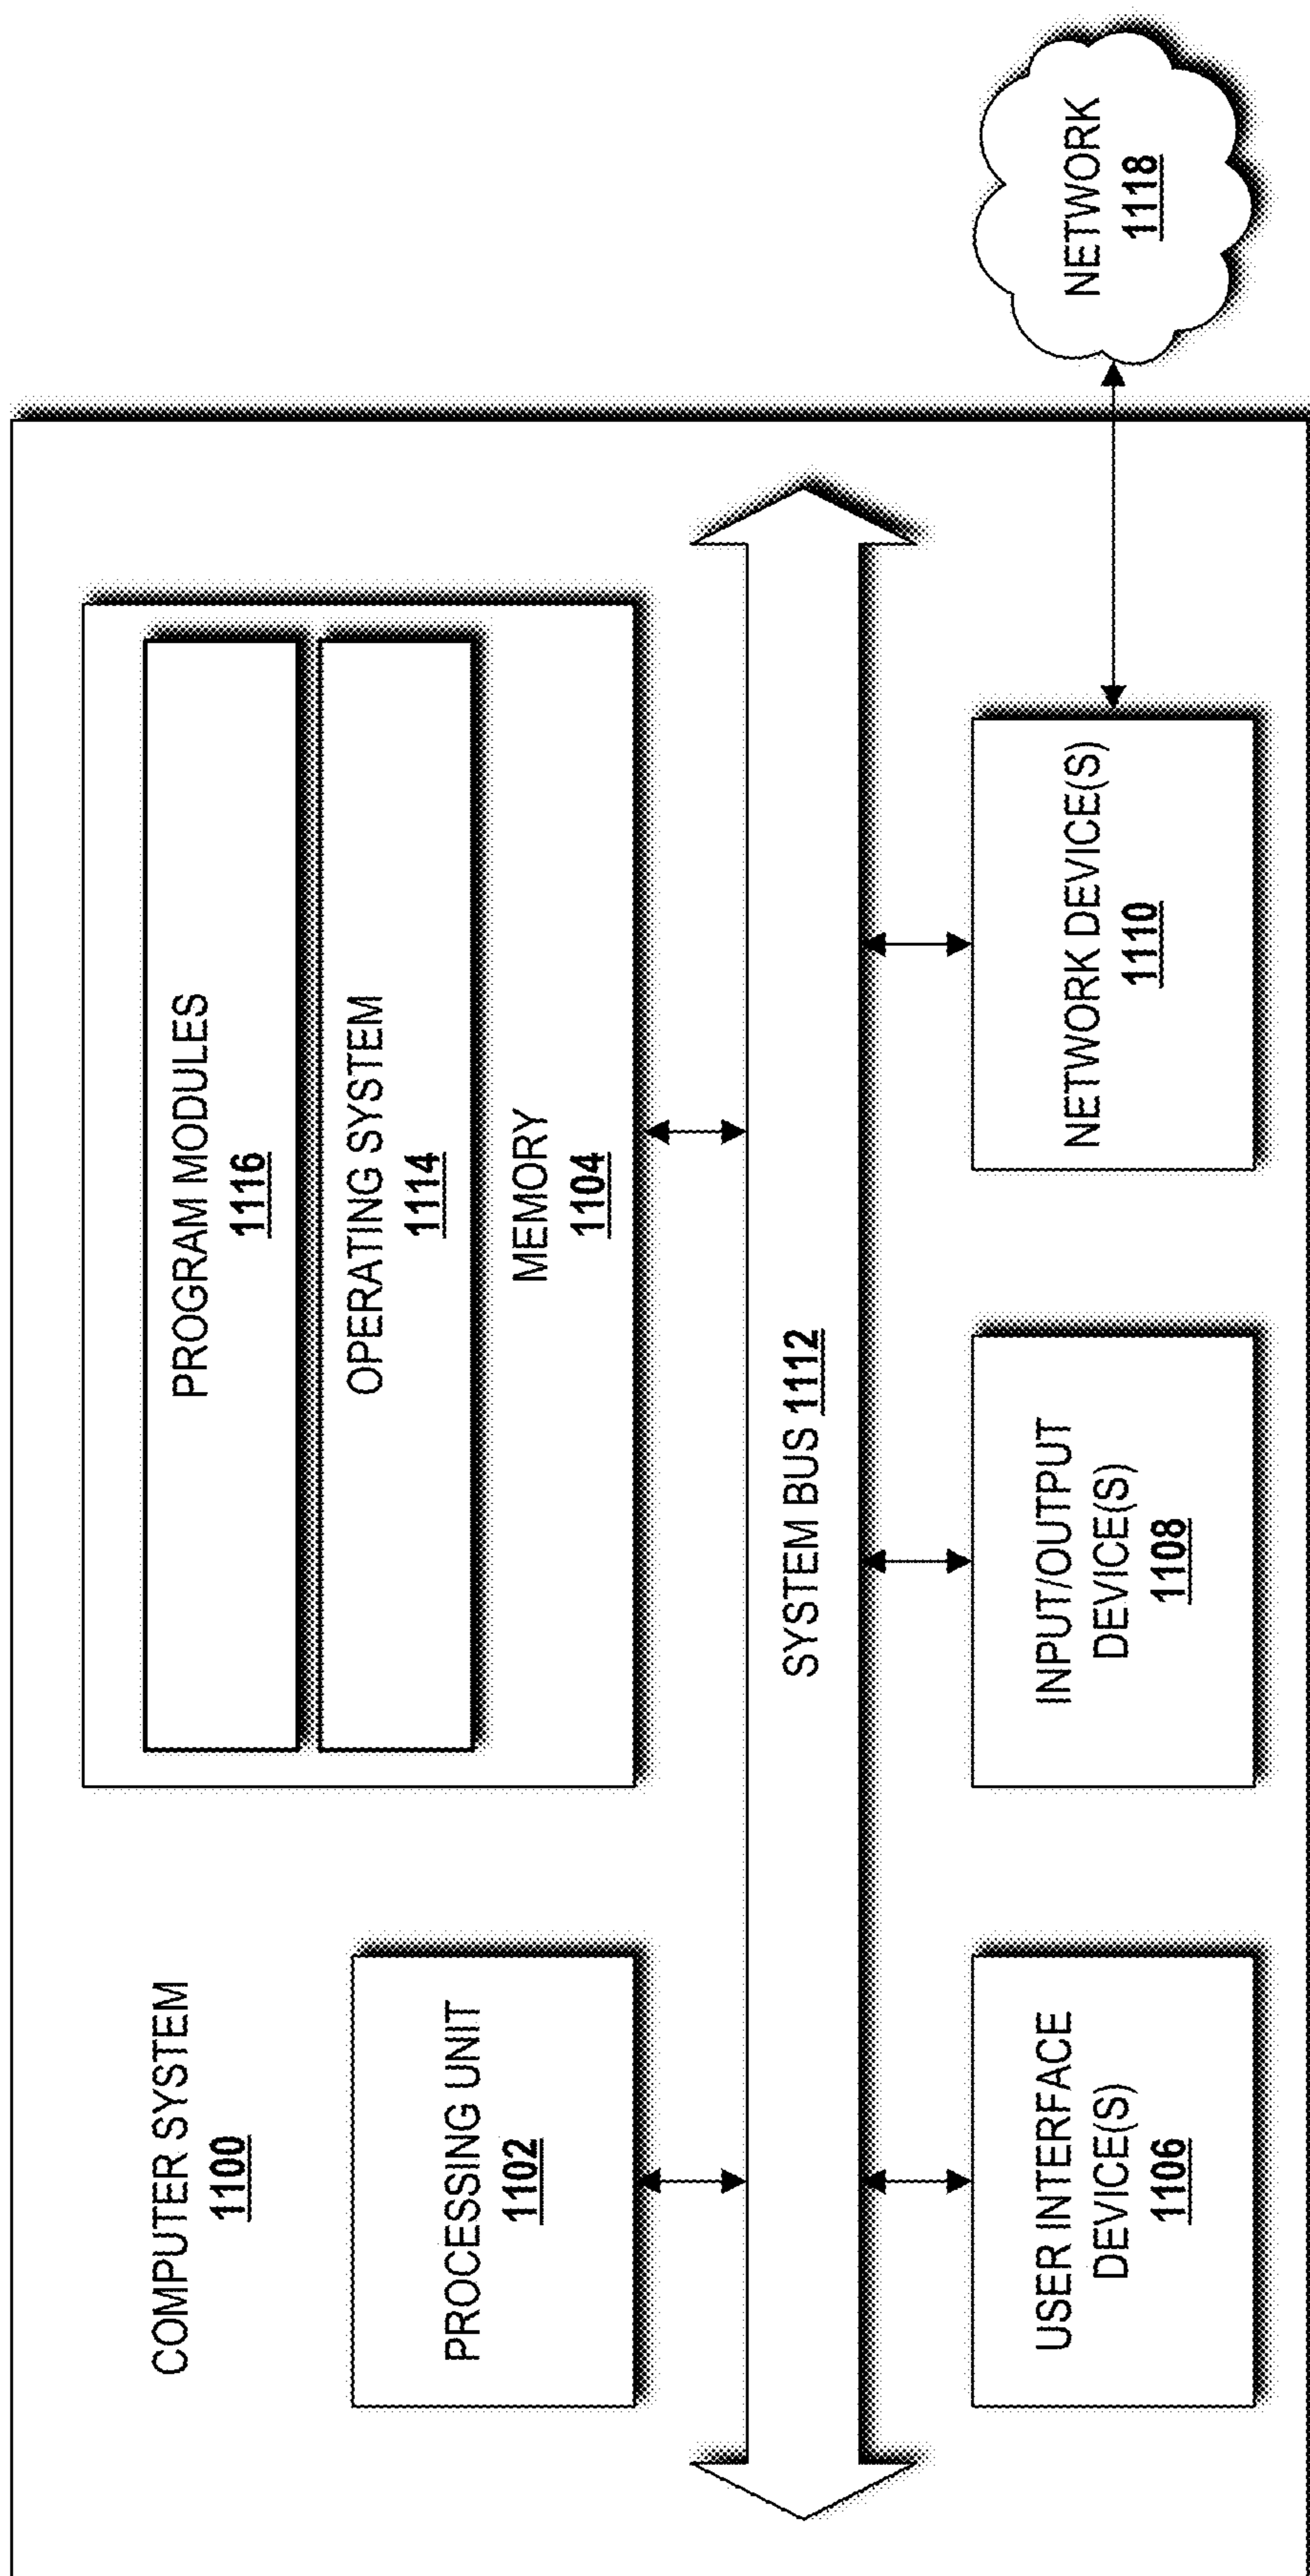 COMPUTER SYSTEM
1100
PROCESSING UNIT
1102
PROGRAM MODULES
1116
OPERATING SYSTEM
1114
MEMORY
1104
SYSTEM BUS 1112
USER INTERFACE
DEVICE(S)
1106
INPUT/OUTPUT
DEVICE(S)
1108
NETWORK DEVICE(S)
1110
NETWORK
1118